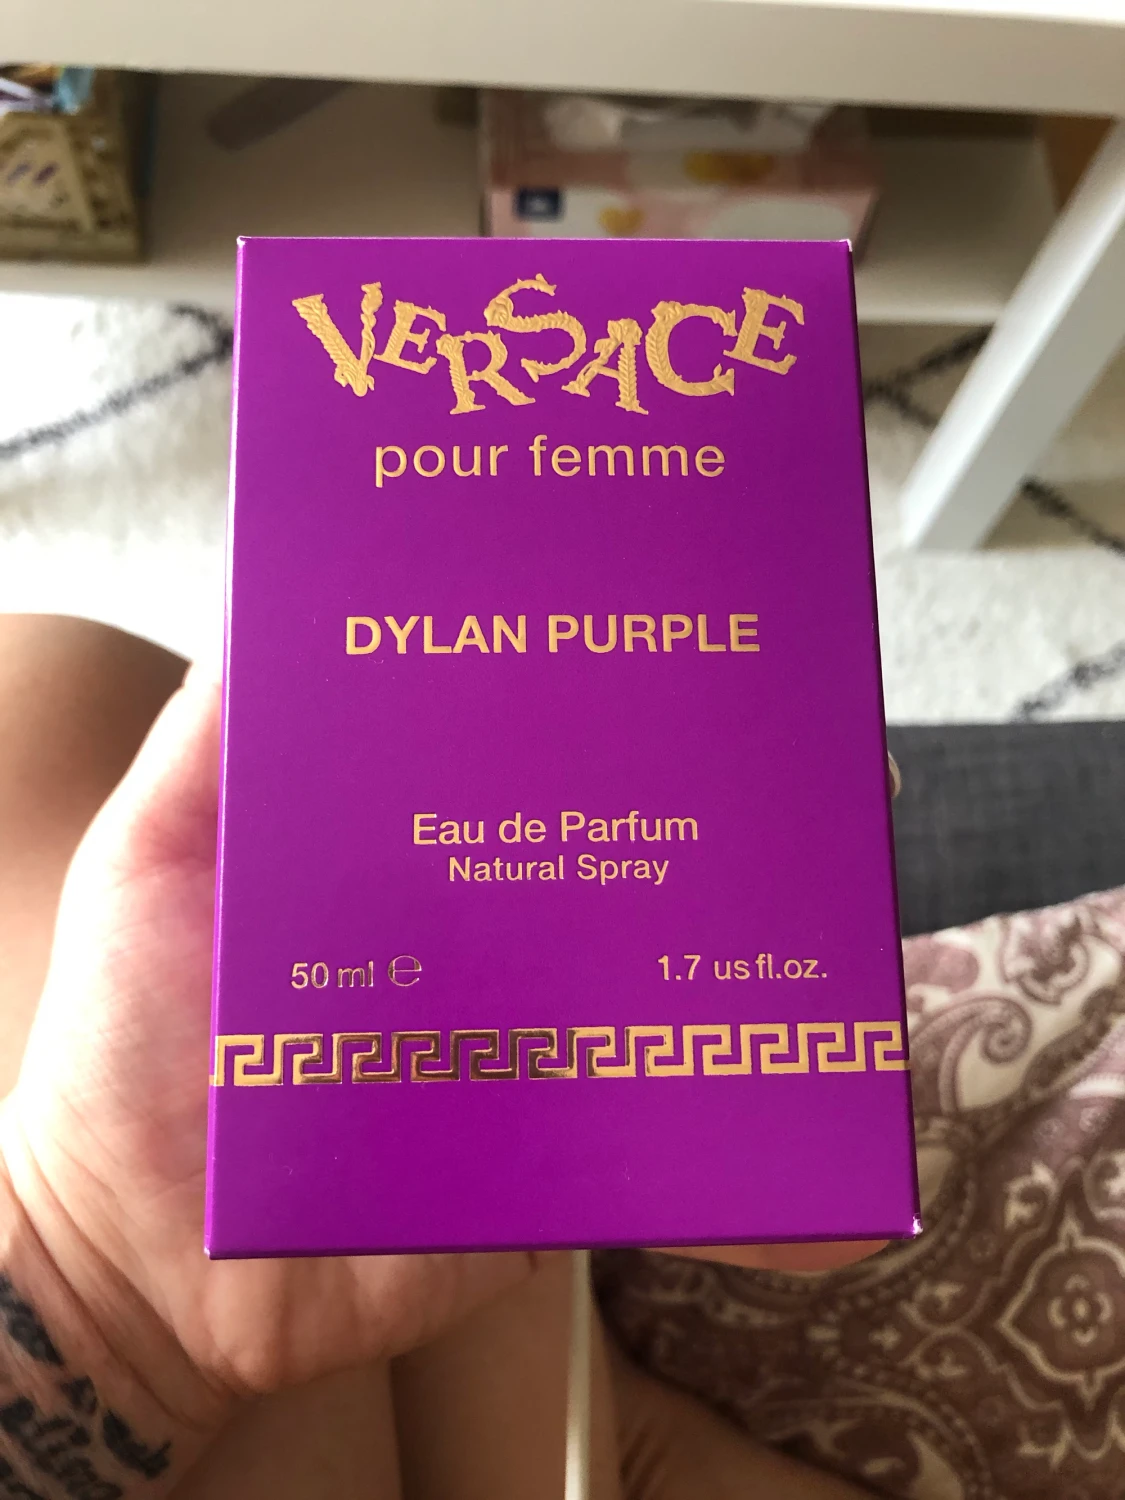 VERSACE
pour femme
DYLAN PURPLE
Eau de Parfum
Natural Spray
50 ml ℮
1.7 us fl.oz.